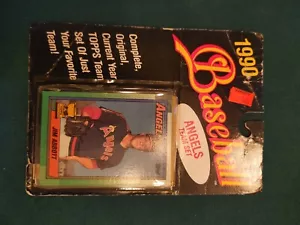 1990
Baseball
ANGELS
TEAM SET
Complete,
Original,
Current Year,
TOPPS Team
Set Of Just
Your Favorite
Team!
ANGELS
JIM ABBOTT